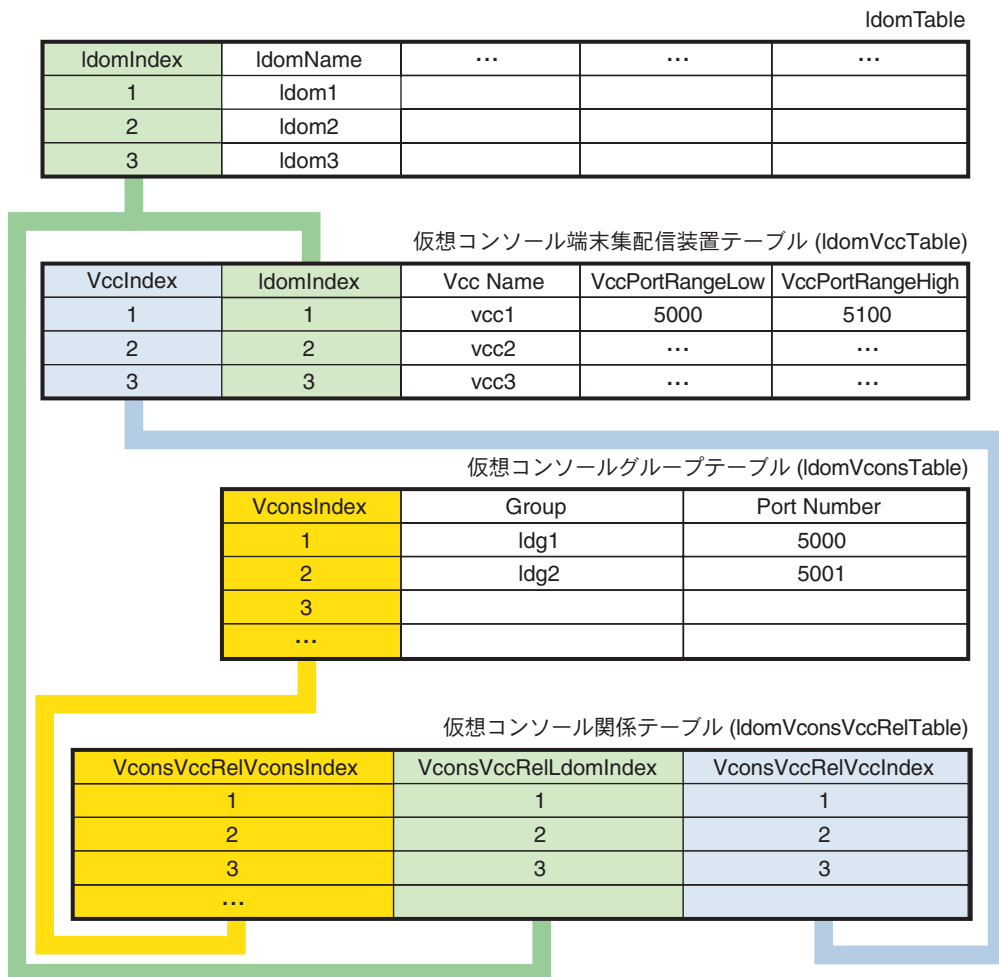 ldomTable
ldomIndex ldomName ... ... ...
1 ldom1
2 ldom2
3 ldom3
仮想コンソール端末集配信装置テーブル (ldomVccTable)
VccIndex ldomIndex Vcc Name VccPortRangeLow VccPortRangeHigh
1 1 vcc1 5000 5100
2 2 vcc2 ... ...
3 3 vcc3 ... ...
仮想コンソールグループテーブル (ldomVconsTable)
VconsIndex Group Port Number
1 ldg1 5000
2 ldg2 5001
3
...
仮想コンソール関係テーブル (ldomVconsVccRelTable)
VconsVccRelVconsIndex VconsVccRelLdomIndex VconsVccRelVccIndex
1 1 1
2 2 2
3 3 3
...